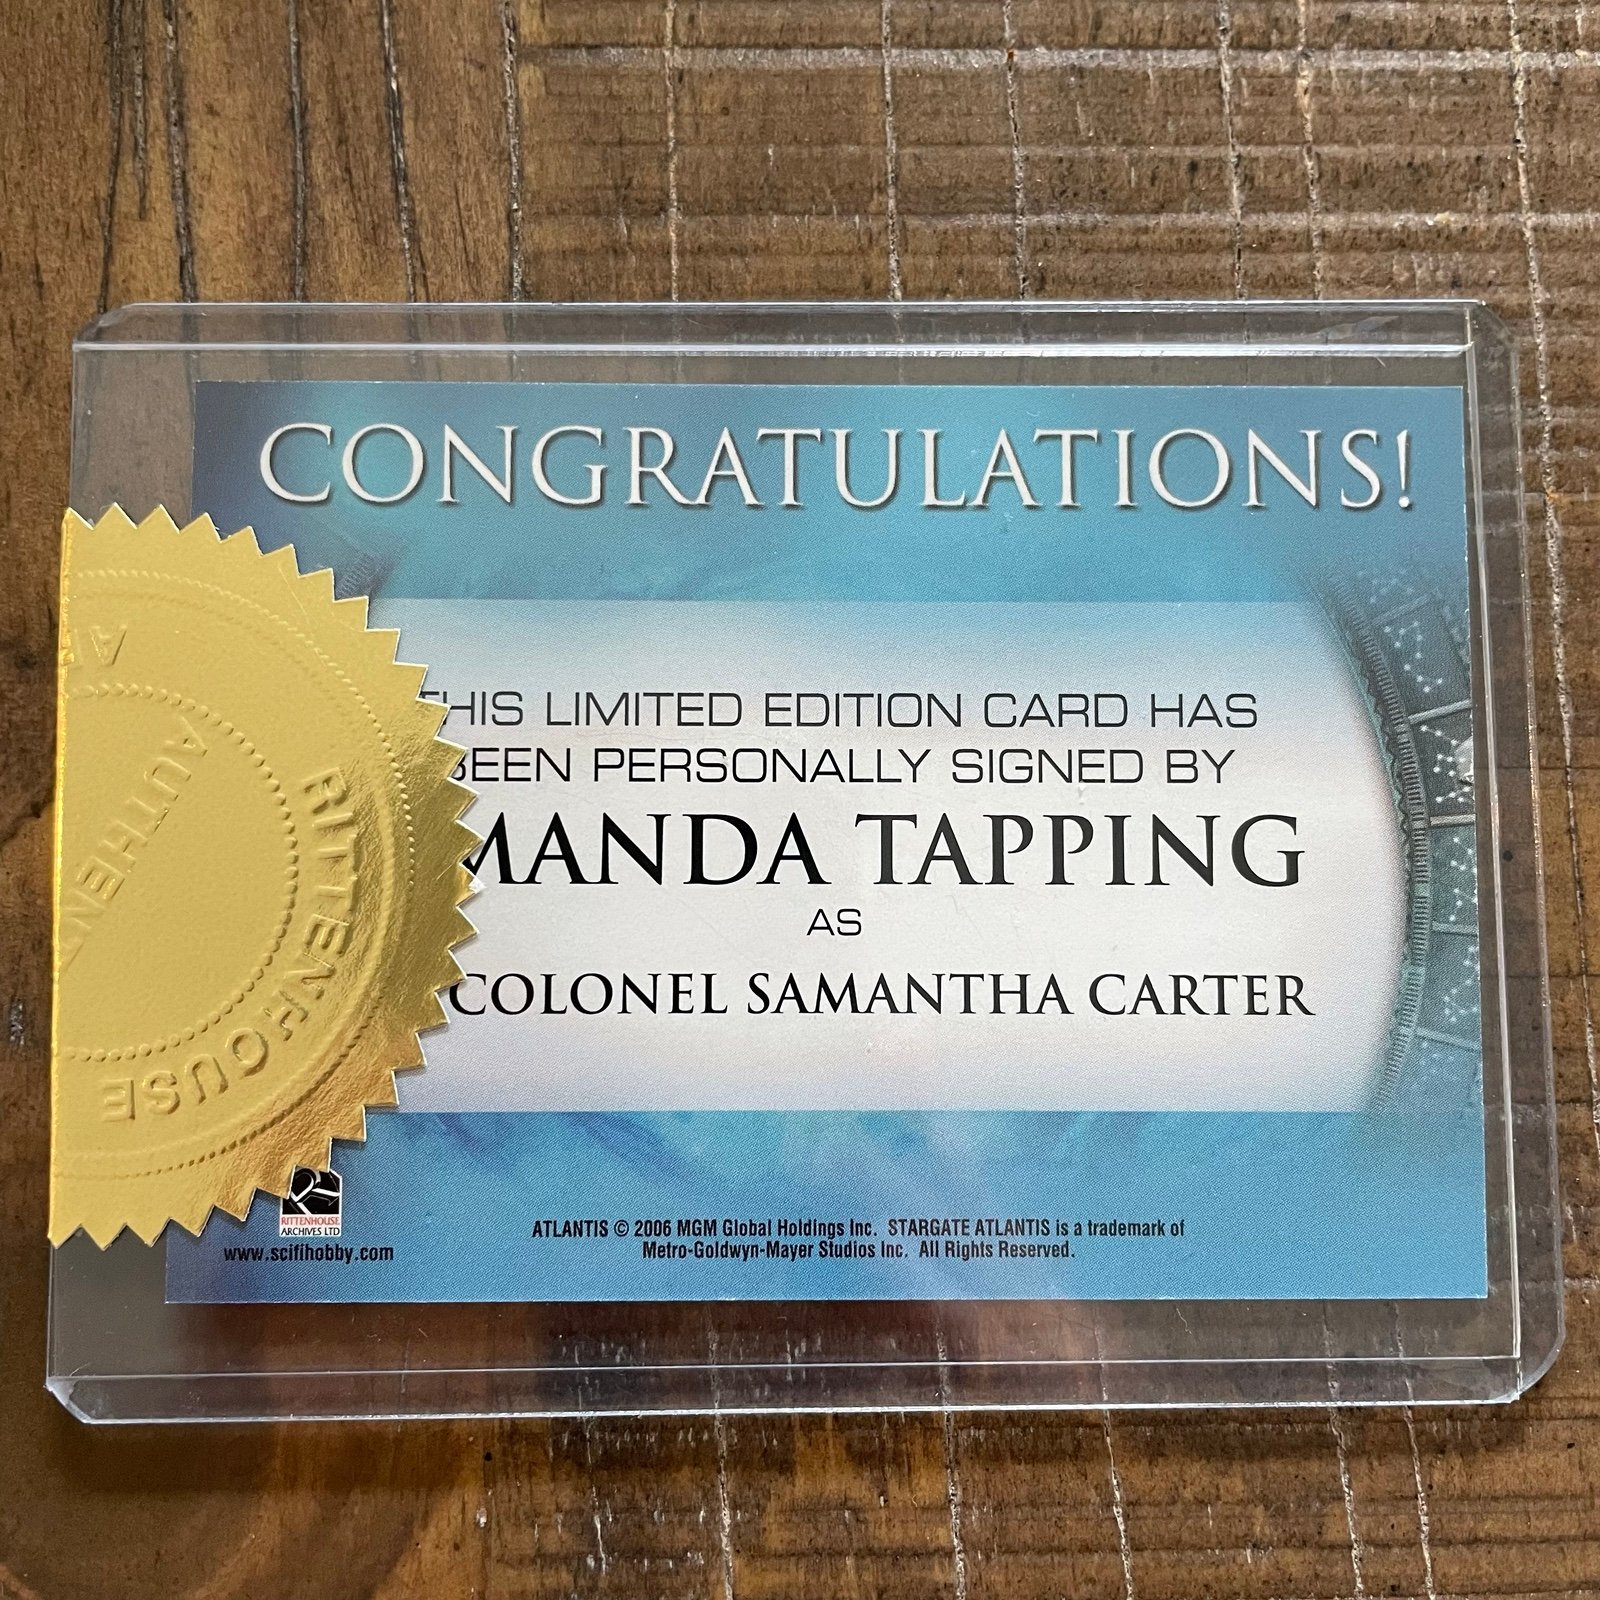 CONGRATULATIONS!
HIS LIMITED EDITION CARD HAS
BEEN PERSONALLY SIGNED BY
MANDA TAPPING
AS
COLONEL SAMANTHA CARTER
RITTENHOUSE
AUTHENT
RITTENHOUSE
ARCHIVES LTD
www.scifihobby.com
ATLANTIS © 2006 MGM Global Holdings Inc. STARGATE ATLANTIS is a trademark of
Metro-Goldwyn-Mayer Studios Inc. All Rights Reserved.